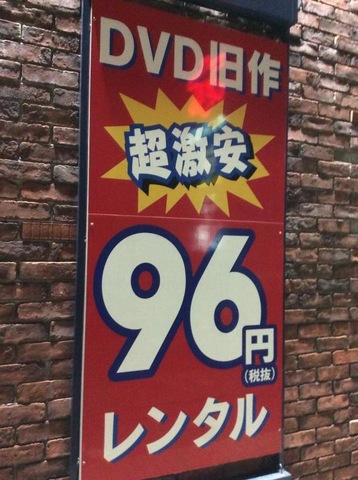 DVD旧作
超激安
96円
(税抜)
レンタル